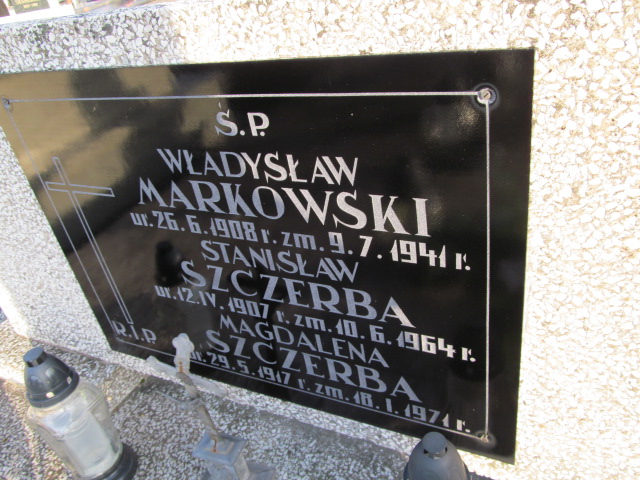 Ś.P.
WŁADYSŁAW
MARKOWSKI
ur. 26.6.1908 r. zm. 9.7.1941 r.
STANISŁAW
SZCZERBA
ur. 12.IV.1907 r. zm. 10.6.1964 r.
MAGDALENA
SZCZERBA
ur. 29.5.1917 r. zm. 18.1.1971 r.
R.I.P.